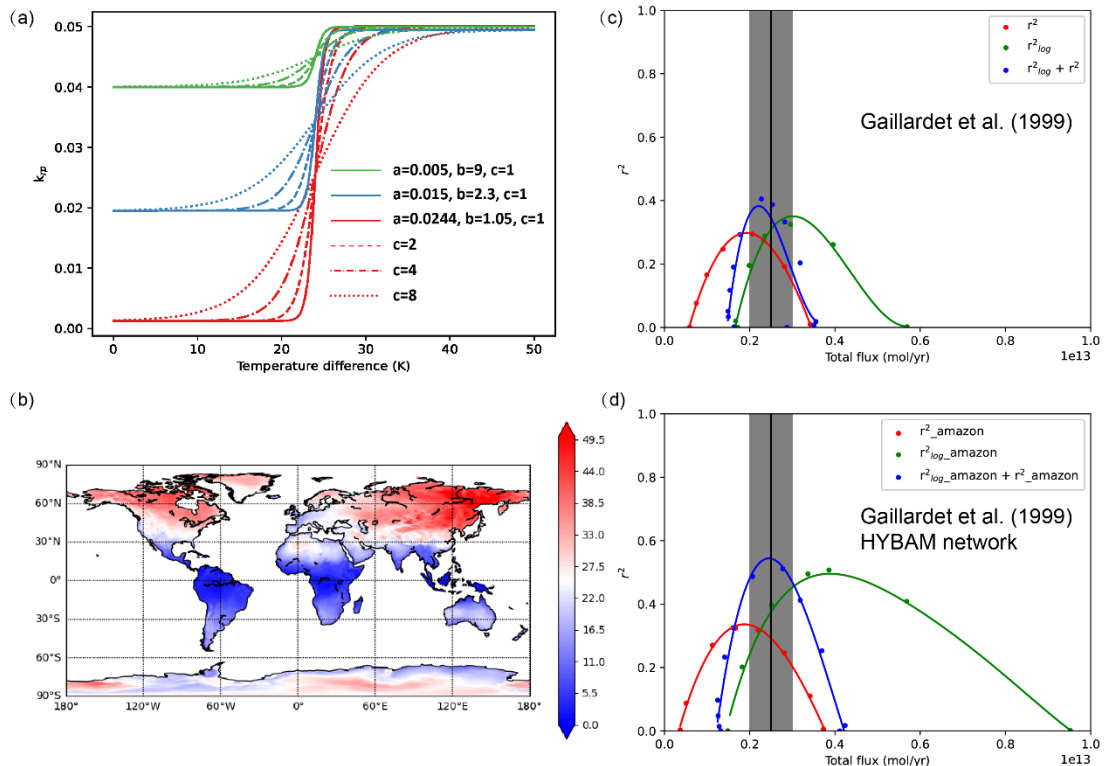 (a)
0.05
0.04
0.03
0.02
0.01
0.00
k_rp
a=0.005, b=9, c=1
a=0.015, b=2.3, c=1
a=0.0244, b=1.05, c=1
c=2
c=4
c=8
0 10 20 30 40 50
Temperature difference (K)
(b)
90°N
60°N
30°N
0°
30°S
60°S
90°S
180° 120°W 60°W 0° 60°E 120°E 180°
49.5
44.0
38.5
33.0
27.5
22.0
16.5
11.0
5.5
0.0
(c)
1.0
0.8
0.6
0.4
0.2
0.0
r²
r²
r²_log
r²_log + r²
Gaillardet et al. (1999)
0.0 0.2 0.4 0.6 0.8 1.0
Total flux (mol/yr)
1e13
(d)
1.0
0.8
0.6
0.4
0.2
0.0
r²
r²_amazon
r²_log_amazon
r²_log_amazon + r²_amazon
Gaillardet et al. (1999)
HYBAM network
0.0 0.2 0.4 0.6 0.8 1.0
Total flux (mol/yr)
1e13